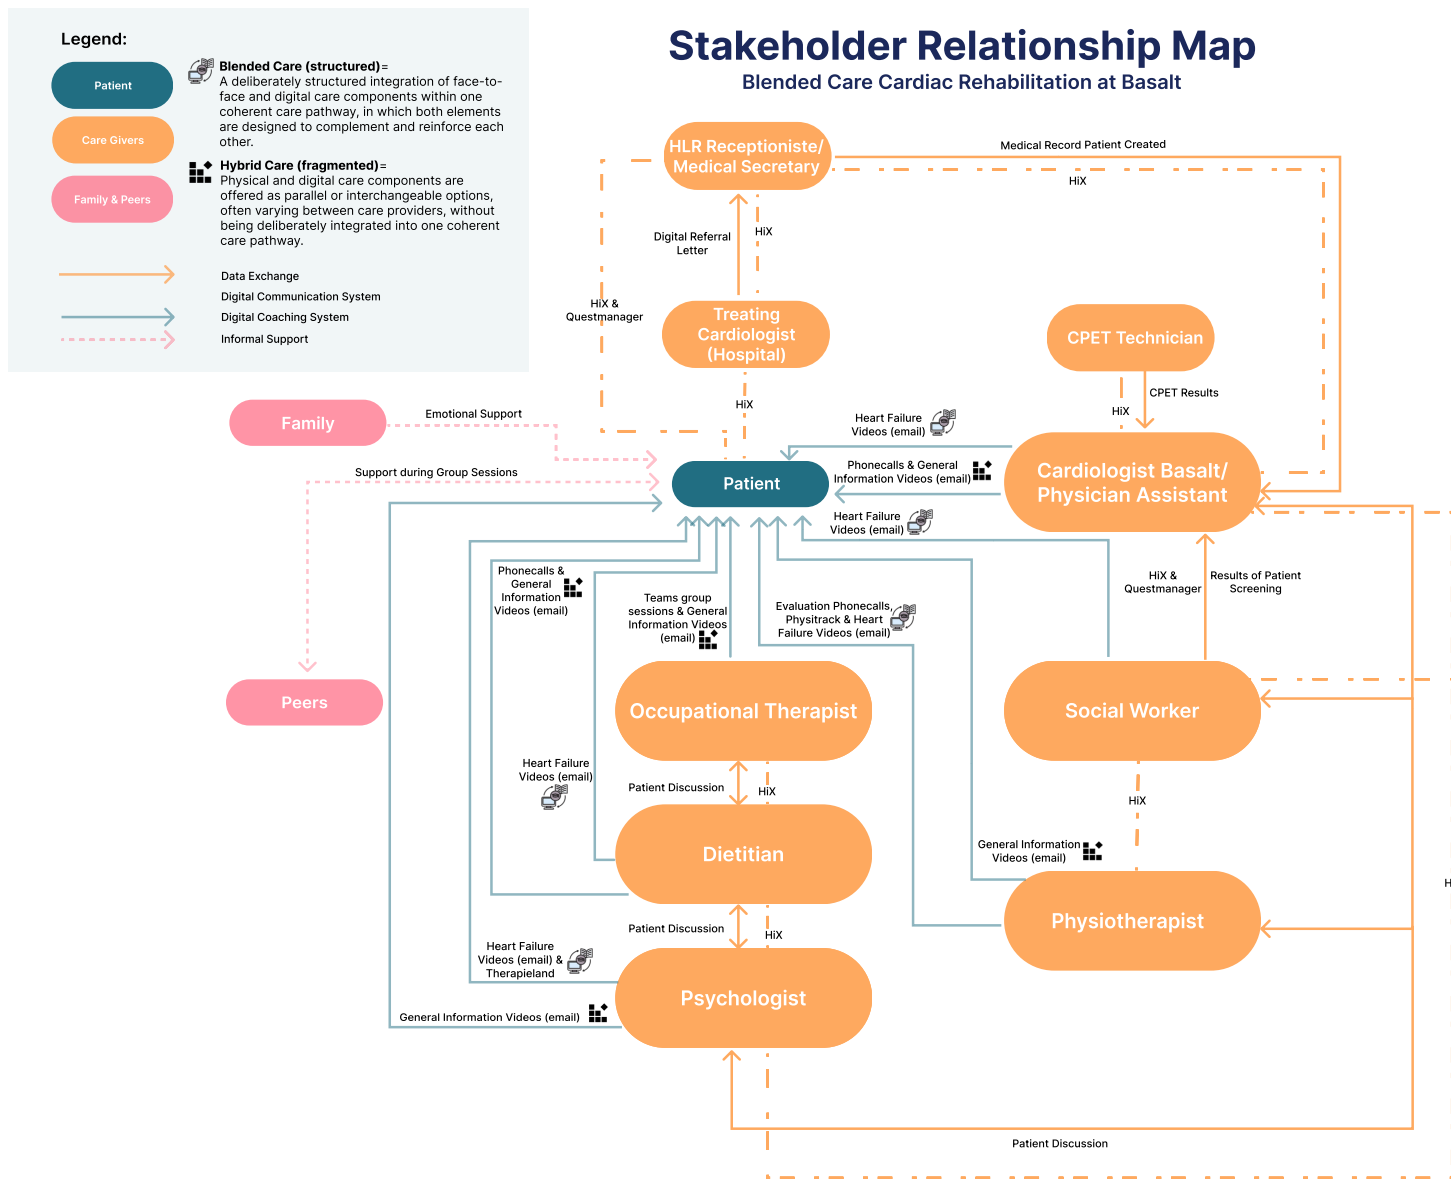 Legend:
Patient
Care Givers
Family & Peers
Blended Care (structured)=
A deliberately structured integration of face-to-
face and digital care components within one
coherent care pathway, in which both elements
are designed to complement and reinforce each
other.
Hybrid Care (fragmented)=
Physical and digital care components are
offered as parallel or interchangeable options,
often varying between care providers, without
being deliberately integrated into one coherent
care pathway.
Data Exchange
Digital Communication System
Digital Coaching System
Informal Support
Stakeholder Relationship Map
Blended Care Cardiac Rehabilitation at Basalt
HLR Receptioniste/
Medical Secretary
Medical Record Patient Created
HiX
Digital Referral
Letter
HiX
HiX &
Questmanager
Treating
Cardiologist
(Hospital)
CPET Technician
HiX
CPET Results
HiX
Family
Emotional Support
Support during Group Sessions
Patient
Heart Failure
Videos (email)
Phonecalls & General
Information Videos (email)
Heart Failure
Videos (email)
Cardiologist Basalt/
Physician Assistant
Phonecalls &
General
Information
Videos (email)
Teams group
sessions & General
Information Videos
(email)
Evaluation Phonecalls,
Physitrack & Heart
Failure Videos (email)
HiX &
Questmanager
Results of Patient
Screening
Peers
Occupational Therapist
Social Worker
Heart Failure
Videos (email)
Patient Discussion
HiX
HiX
Dietitian
General Information
Videos (email)
H
Patient Discussion
HiX
Physiotherapist
Heart Failure
Videos (email) &
Therapieland
Psychologist
General Information Videos (email)
Patient Discussion